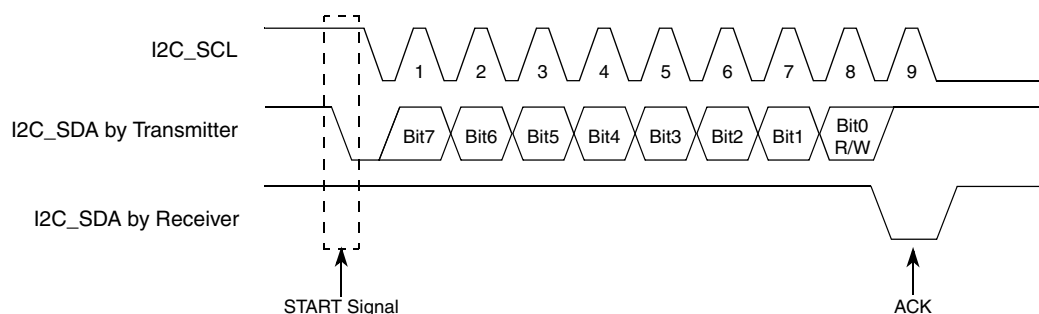 I2C_SCL
1 2 3 4 5 6 7 8 9
I2C_SDA by Transmitter
Bit7 Bit6 Bit5 Bit4 Bit3 Bit2 Bit1 Bit0
R/W
I2C_SDA by Receiver
START Signal
ACK